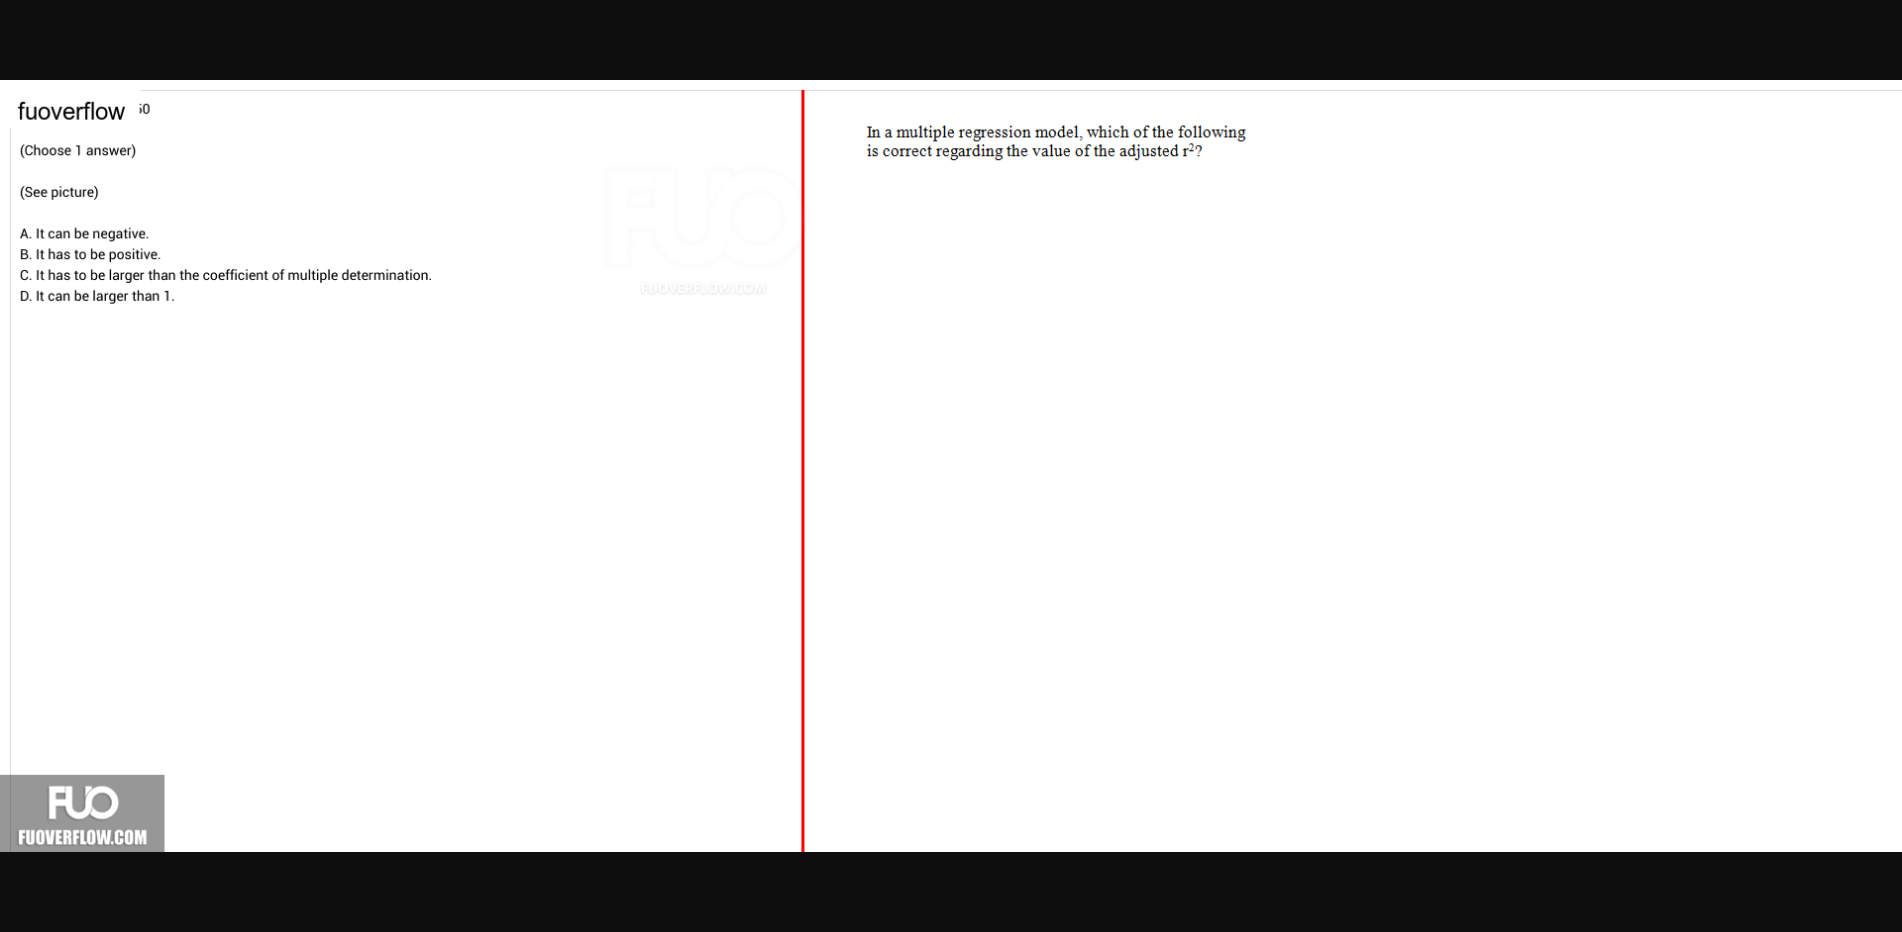 fuoverflow
60
(Choose 1 answer)
(See picture)
A. It can be negative.
B. It has to be positive.
C. It has to be larger than the coefficient of multiple determination.
D. It can be larger than 1.
In a multiple regression model, which of the following
is correct regarding the value of the adjusted r²?
FUO
FUOVERFLOW.COM
FUO
FUOVERFLOW.COM